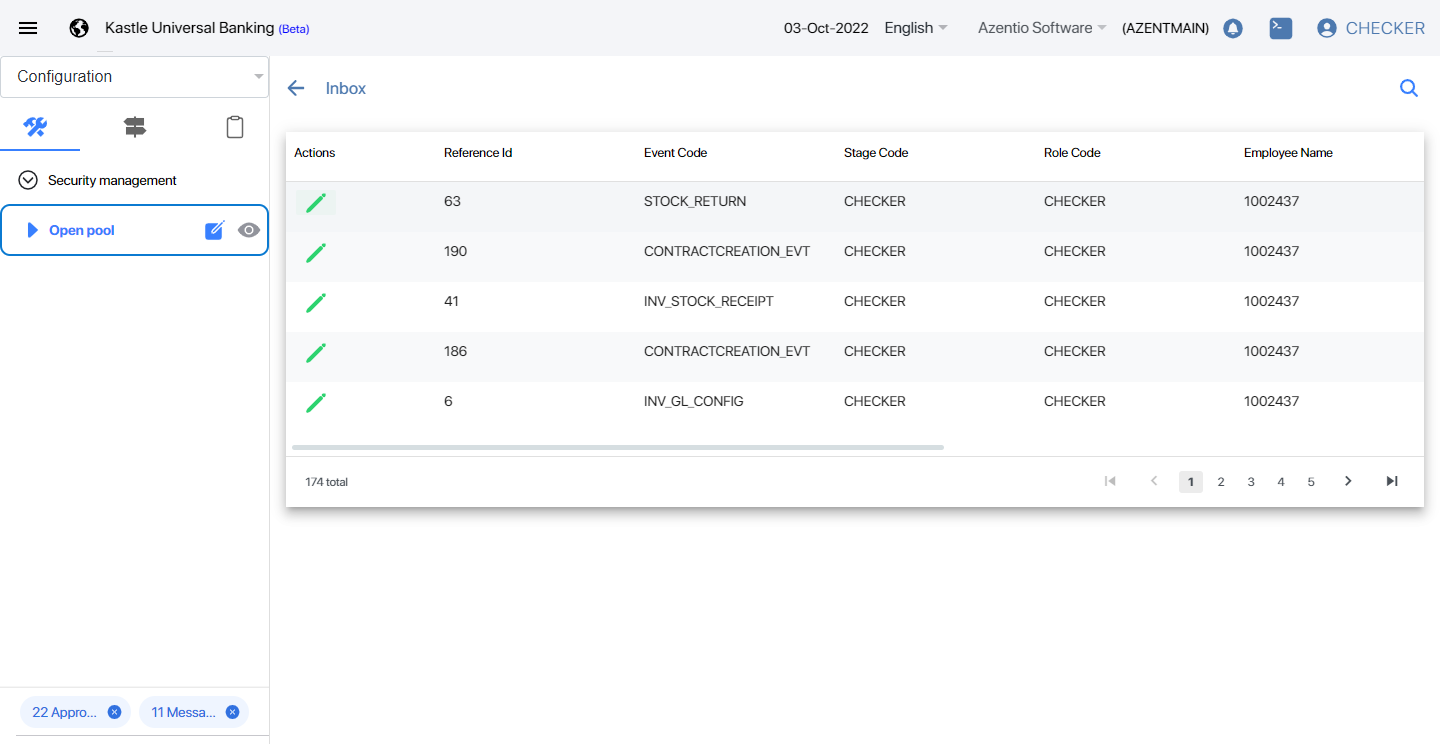 Kastle Universal Banking (Beta) 03-Oct-2022 English Azentio Software (AZENTMAIN) CHECKER
Configuration
Inbox
Security management
Open pool
Actions Reference Id Event Code Stage Code Role Code Employee Name
63 STOCK_RETURN CHECKER CHECKER 1002437
190 CONTRACTCREATION_EVT CHECKER CHECKER 1002437
41 INV_STOCK_RECEIPT CHECKER CHECKER 1002437
186 CONTRACTCREATION_EVT CHECKER CHECKER 1002437
6 INV_GL_CONFIG CHECKER CHECKER 1002437
174 total 1 2 3 4 5
22 Appro... 11 Messa...